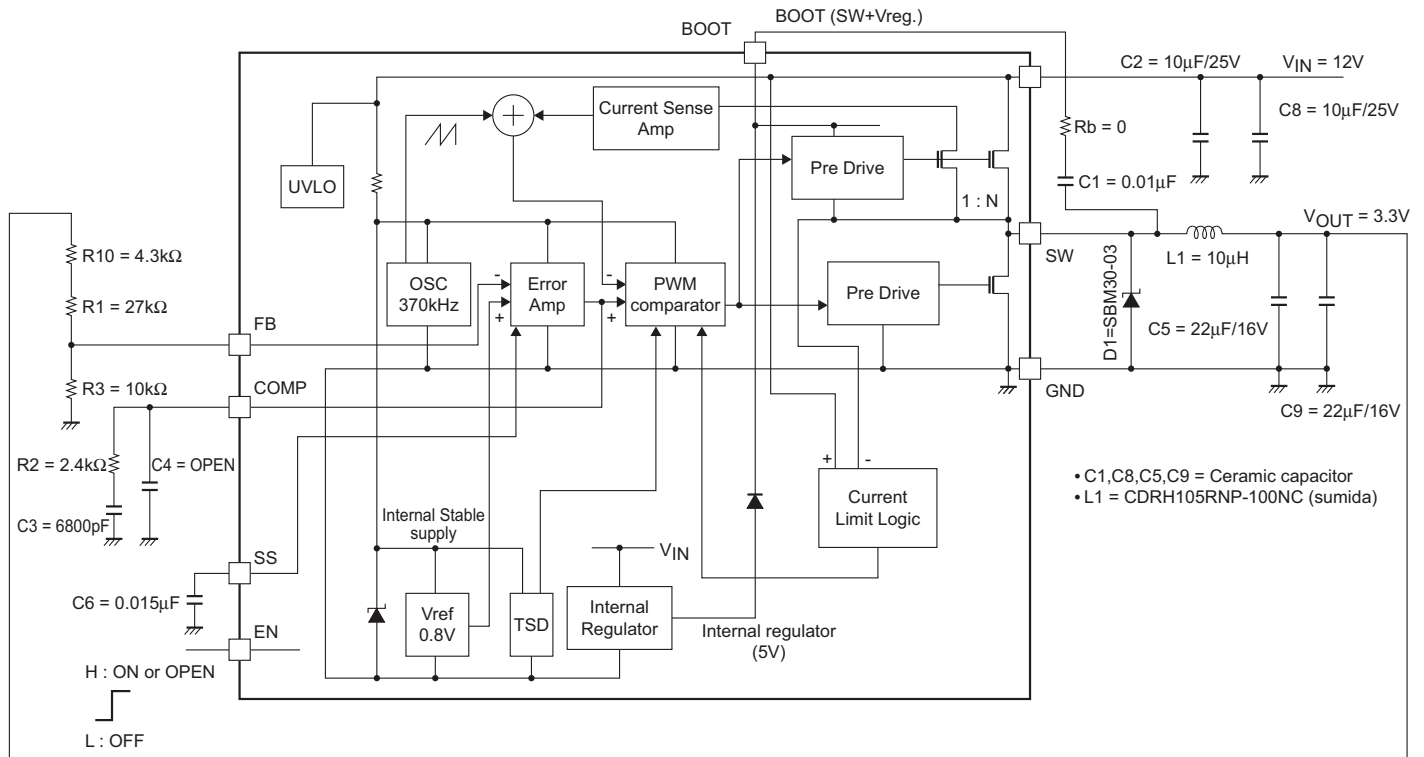 BOOT (SW+Vreg.)
BOOT
C2 = 10μF/25V
VIN = 12V
C8 = 10μF/25V
Current Sense
Amp
Rb = 0
UVLO
Pre Drive
C1 = 0.01μF
1 : N
VOUT = 3.3V
SW
L1 = 10μH
R10 = 4.3kΩ
OSC
370kHz
-
+
Error
Amp
-
+
PWM
comparator
Pre Drive
R1 = 27kΩ
D1=SBM30-03
C5 = 22μF/16V
FB
R3 = 10kΩ
COMP
GND
C9 = 22μF/16V
R2 = 2.4kΩ
C4 = OPEN
+
-
Current
Limit Logic
• C1,C8,C5,C9 = Ceramic capacitor
• L1 = CDRH105RNP-100NC (sumida)
C3 = 6800pF
Internal Stable
supply
VIN
SS
C6 = 0.015μF
Vref
0.8V
TSD
Internal
Regulator
Internal regulator
(5V)
EN
H : ON or OPEN
L : OFF